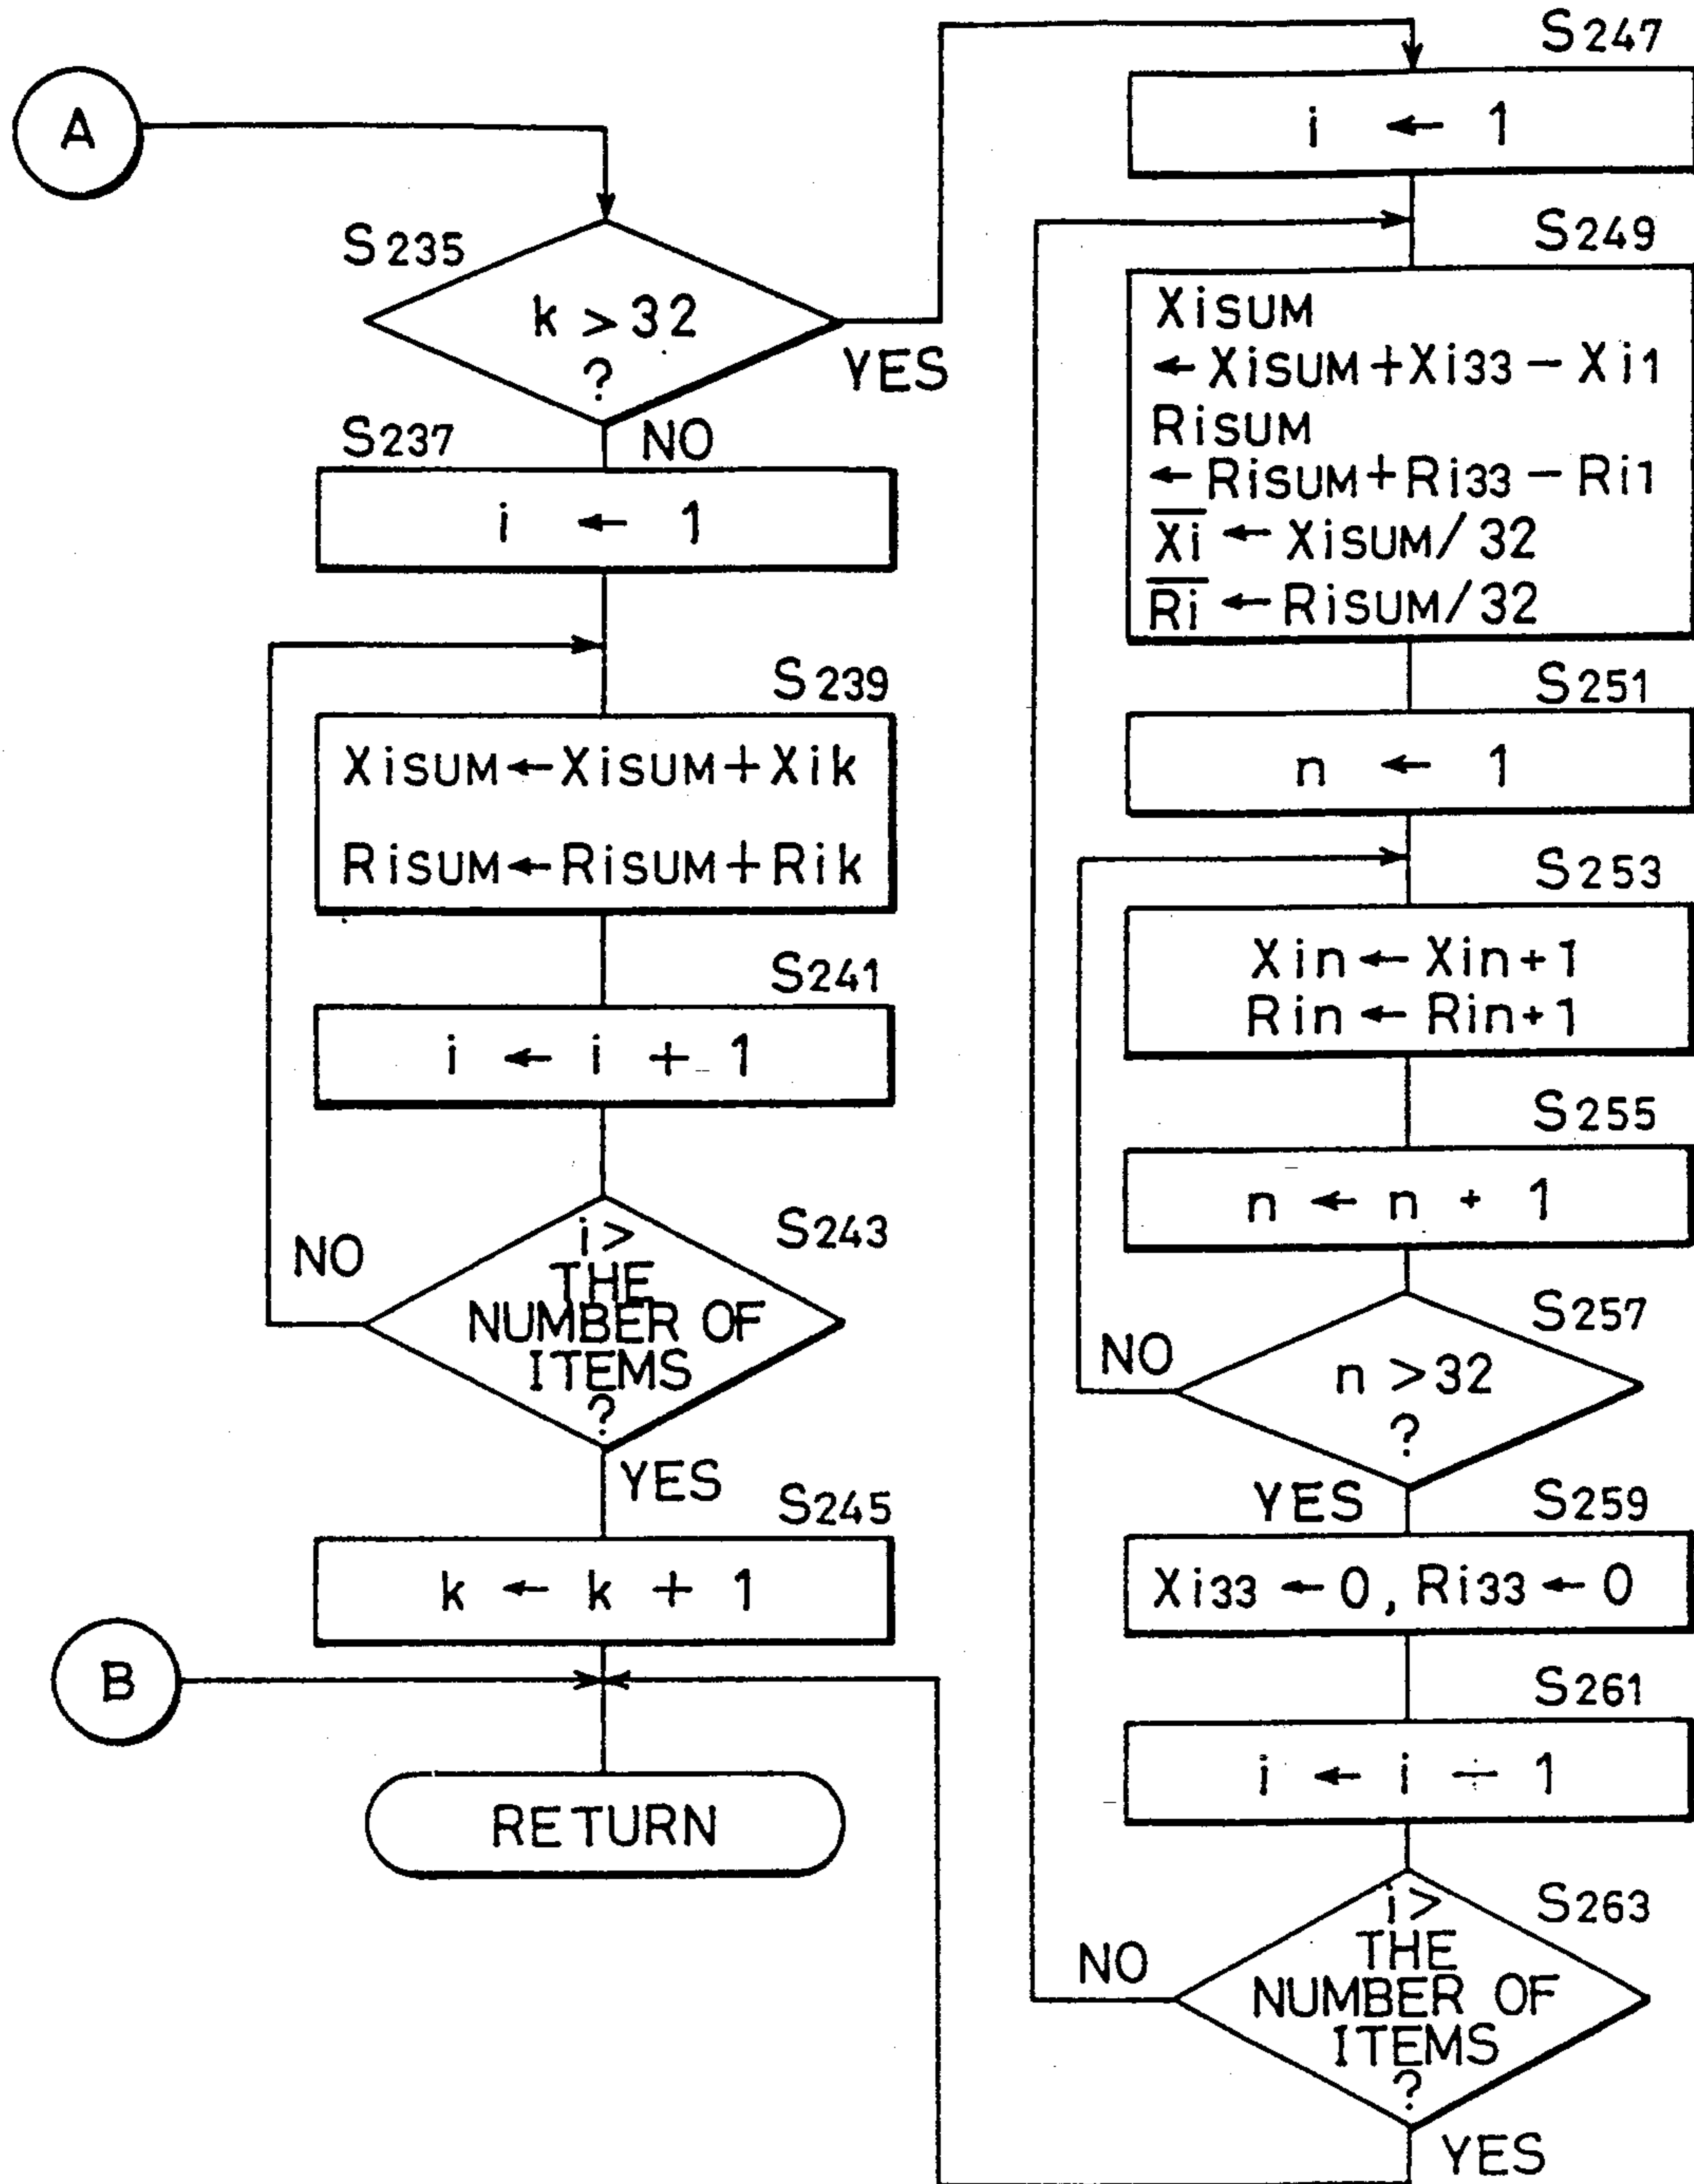 A
S235
k > 32
?
YES
NO
S237
i ← 1
S239
XiSUM ← XiSUM + Xik
RiSUM ← RiSUM + Rik
S241
i ← i + 1
S243
i >
THE
NUMBER OF
ITEMS
?
NO
YES
S245
k ← k + 1
B
RETURN
S247
i ← 1
S249
XiSUM
← XiSUM + Xi33 − Xi1
RiSUM
← RiSUM + Ri33 − Ri1
X̅i̅ ← XiSUM / 32
R̅i̅ ← RiSUM / 32
S251
n ← 1
S253
Xin ← Xin+1
Rin ← Rin+1
S255
n ← n + 1
S257
n > 32
?
NO
YES
S259
Xi33 ← 0, Ri33 ← 0
S261
i ← i ∸ 1
S263
i >
THE
NUMBER OF
ITEMS
?
NO
YES